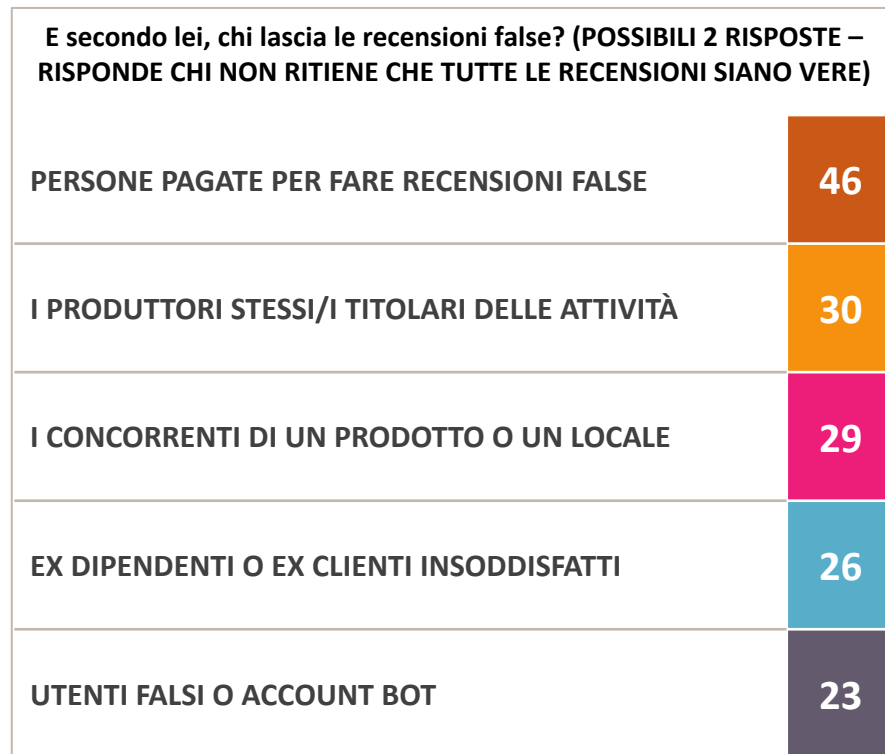 E secondo lei, chi lascia le recensioni false? (POSSIBILI 2 RISPOSTE –
RISPONDE CHI NON RITIENE CHE TUTTE LE RECENSIONI SIANO VERE)
PERSONE PAGATE PER FARE RECENSIONI FALSE 46
I PRODUTTORI STESSI/I TITOLARI DELLE ATTIVITÀ 30
I CONCORRENTI DI UN PRODOTTO O UN LOCALE 29
EX DIPENDENTI O EX CLIENTI INSODDISFATTI 26
UTENTI FALSI O ACCOUNT BOT 23